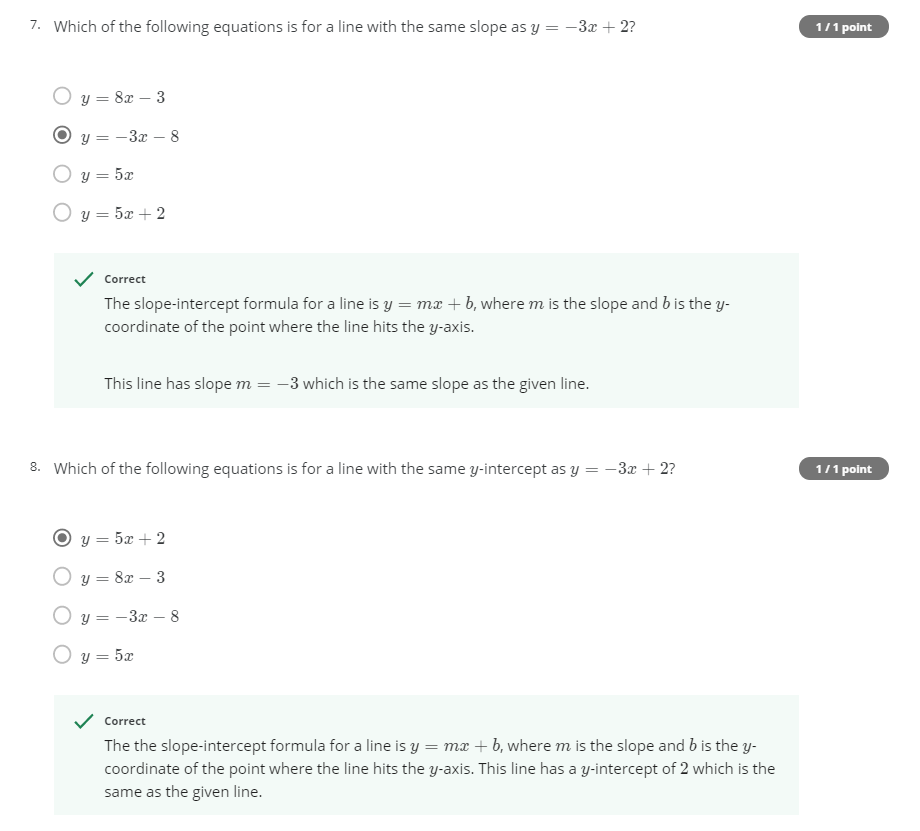 7. Which of the following equations is for a line with the same slope as y = −3x + 2?
1 / 1 point
y = 8x − 3
y = −3x − 8
y = 5x
y = 5x + 2
Correct
The slope-intercept formula for a line is y = mx + b, where m is the slope and b is the y-
coordinate of the point where the line hits the y-axis.
This line has slope m = −3 which is the same slope as the given line.
8. Which of the following equations is for a line with the same y-intercept as y = −3x + 2?
1 / 1 point
y = 5x + 2
y = 8x − 3
y = −3x − 8
y = 5x
Correct
The the slope-intercept formula for a line is y = mx + b, where m is the slope and b is the y-
coordinate of the point where the line hits the y-axis. This line has a y-intercept of 2 which is the
same as the given line.